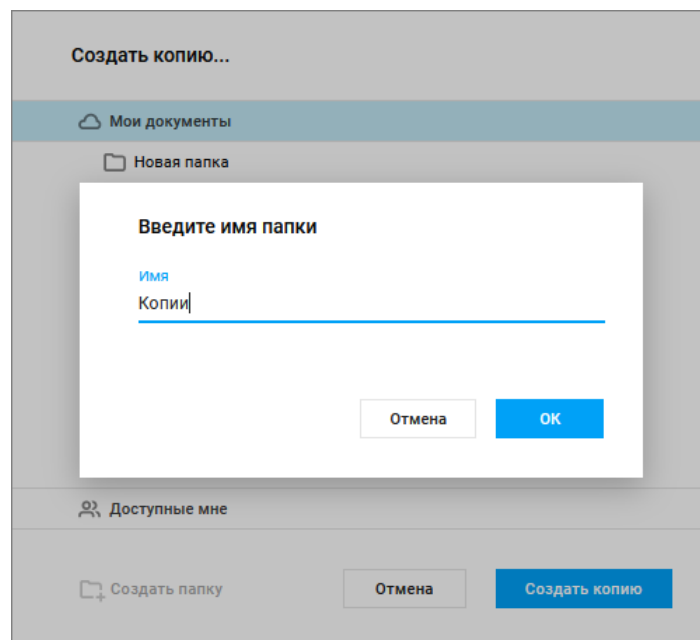 Создать копию...
Мои документы
Новая папка
Введите имя папки
Имя
Копии
Отмена
ОК
Доступные мне
Создать папку
Отмена
Создать копию